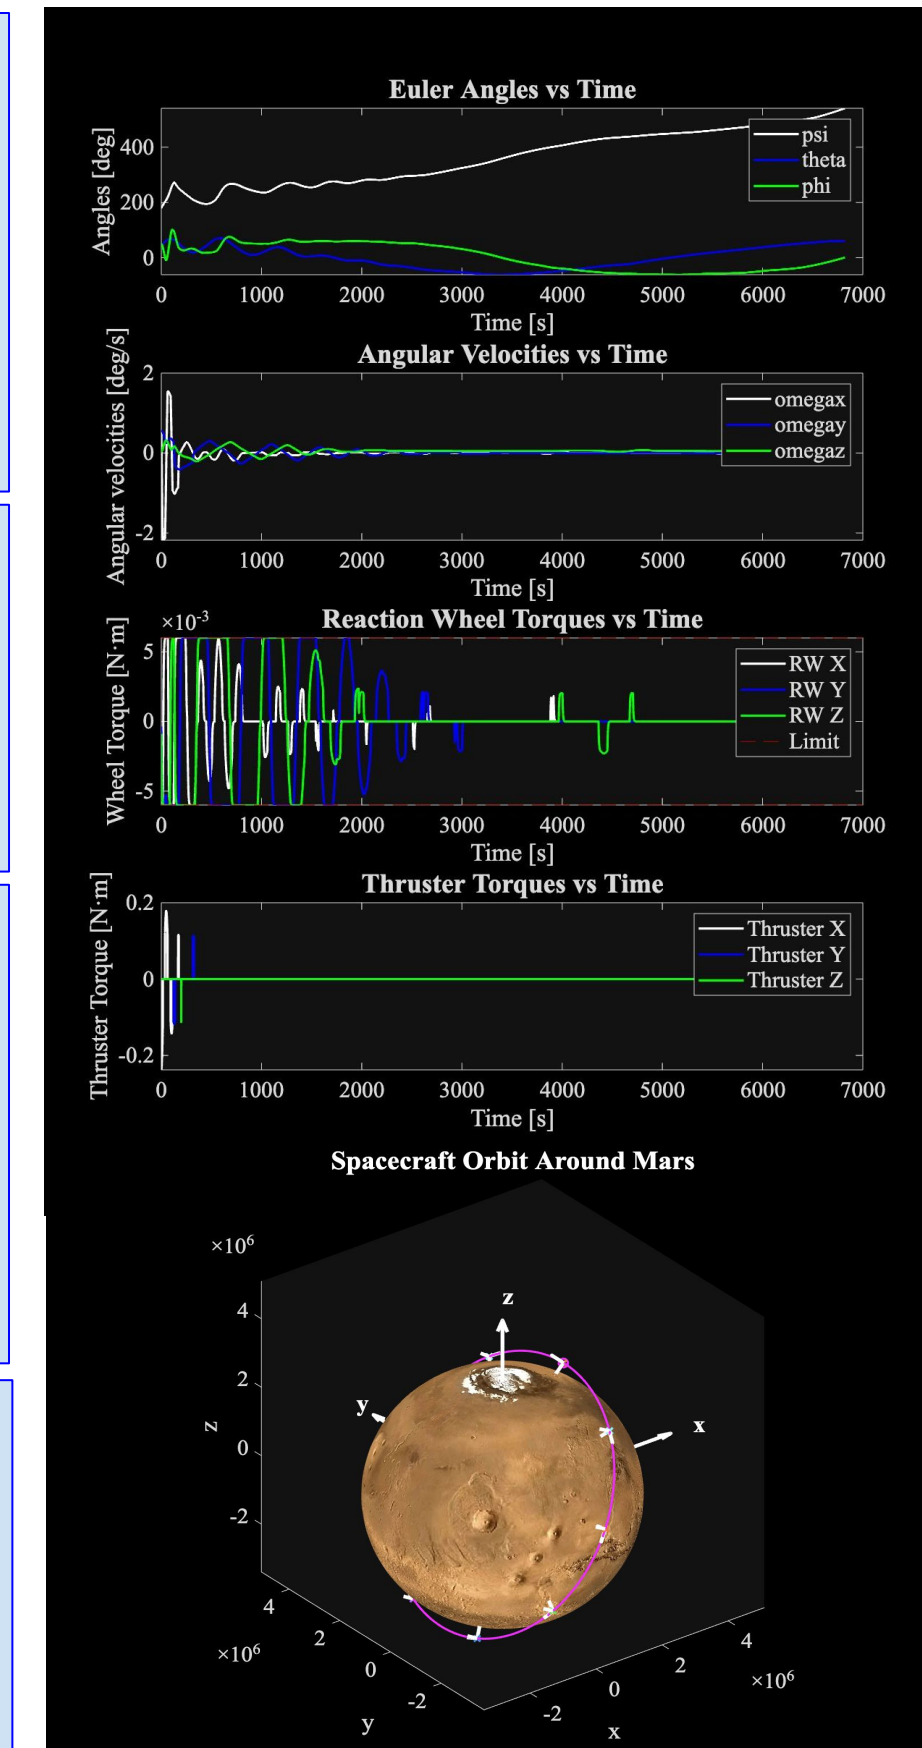 Euler Angles vs Time
Angles [deg]
400
200
0
psi
theta
phi
0 1000 2000 3000 4000 5000 6000 7000
Time [s]
Angular Velocities vs Time
Angular velocities [deg/s]
2
0
-2
omegax
omegay
omegaz
0 1000 2000 3000 4000 5000 6000 7000
Time [s]
Reaction Wheel Torques vs Time
×10-3
Wheel Torque [N·m]
5
0
-5
RW X
RW Y
RW Z
Limit
0 1000 2000 3000 4000 5000 6000 7000
Time [s]
Thruster Torques vs Time
Thruster Torque [N·m]
0.2
0
-0.2
Thruster X
Thruster Y
Thruster Z
0 1000 2000 3000 4000 5000 6000 7000
Time [s]
Spacecraft Orbit Around Mars
×10⁶
z
4
2
0
-2
z
y
x
4
2
0
-2
×10⁶
y
-2
0
2
4
×10⁶
x